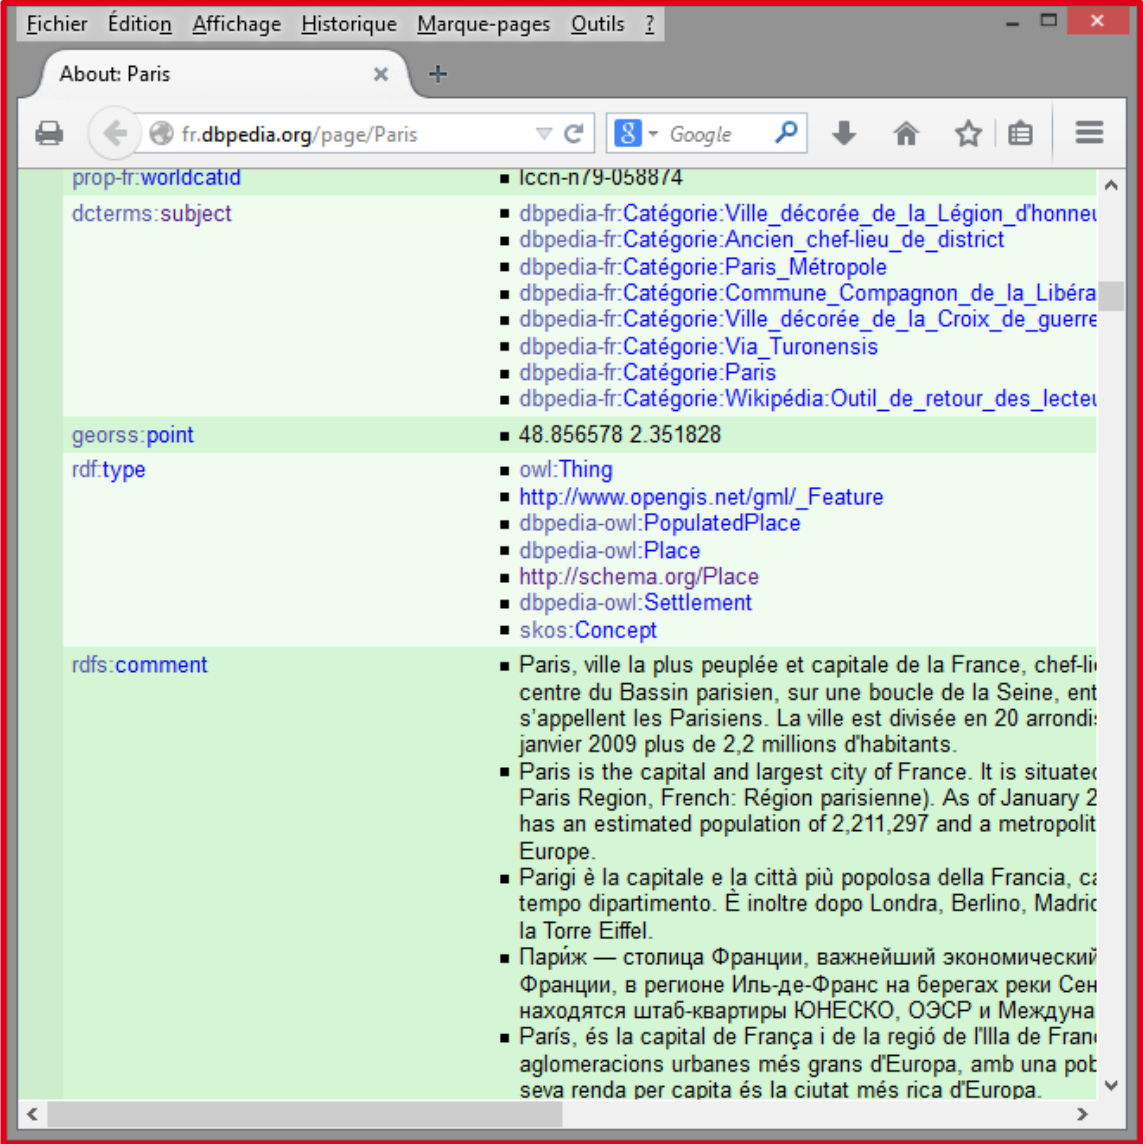 Fichier Édition Affichage Historique Marque-pages Outils ?
About: Paris
fr.dbpedia.org/page/Paris
Google
prop-fr:worldcatid
lccn-n79-058874
dcterms:subject
dbpedia-fr:Catégorie:Ville_décorée_de_la_Légion_d'honneu
dbpedia-fr:Catégorie:Ancien_chef-lieu_de_district
dbpedia-fr:Catégorie:Paris_Métropole
dbpedia-fr:Catégorie:Commune_Compagnon_de_la_Libéra
dbpedia-fr:Catégorie:Ville_décorée_de_la_Croix_de_guerre
dbpedia-fr:Catégorie:Via_Turonensis
dbpedia-fr:Catégorie:Paris
dbpedia-fr:Catégorie:Wikipédia:Outil_de_retour_des_lecteu
georss:point
48.856578 2.351828
rdf:type
owl:Thing
http://www.opengis.net/gml/_Feature
dbpedia-owl:PopulatedPlace
dbpedia-owl:Place
http://schema.org/Place
dbpedia-owl:Settlement
skos:Concept
rdfs:comment
Paris, ville la plus peuplée et capitale de la France, chef-lie
centre du Bassin parisien, sur une boucle de la Seine, ent
s’appellent les Parisiens. La ville est divisée en 20 arrondis
janvier 2009 plus de 2,2 millions d'habitants.
Paris is the capital and largest city of France. It is situated
Paris Region, French: Région parisienne). As of January 2
has an estimated population of 2,211,297 and a metropolit
Europe.
Parigi è la capitale e la città più popolosa della Francia, ca
tempo dipartimento. È inoltre dopo Londra, Berlino, Madrid
la Torre Eiffel.
Пари́ж — столица Франции, важнейший экономический
Франции, в регионе Иль-де-Франс на берегах реки Сен
находятся штаб-квартиры ЮНЕСКО, ОЭСР и Междуна
París, és la capital de França i de la regió de l'Illa de Fran
aglomeracions urbanes més grans d'Europa, amb una pob
seva renda per capita és la ciutat més rica d'Europa.